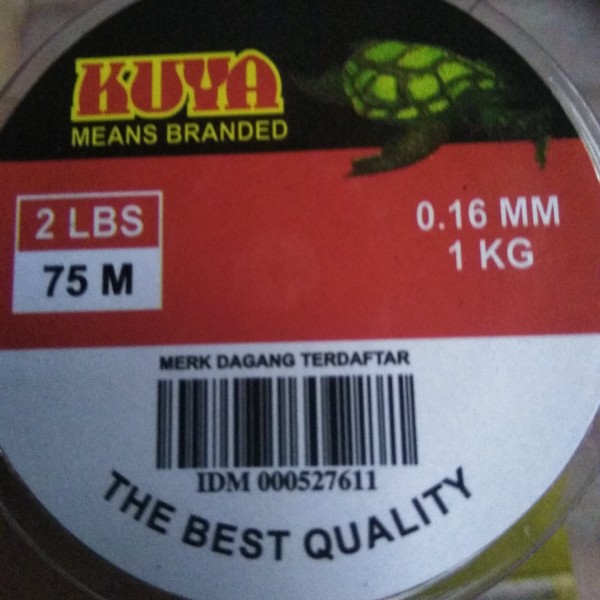 KUYA
MEANS BRANDED
2 LBS
75 M
0.16 MM
1 KG
MERK DAGANG TERDAFTAR
IDM 000527611
THE BEST QUALITY